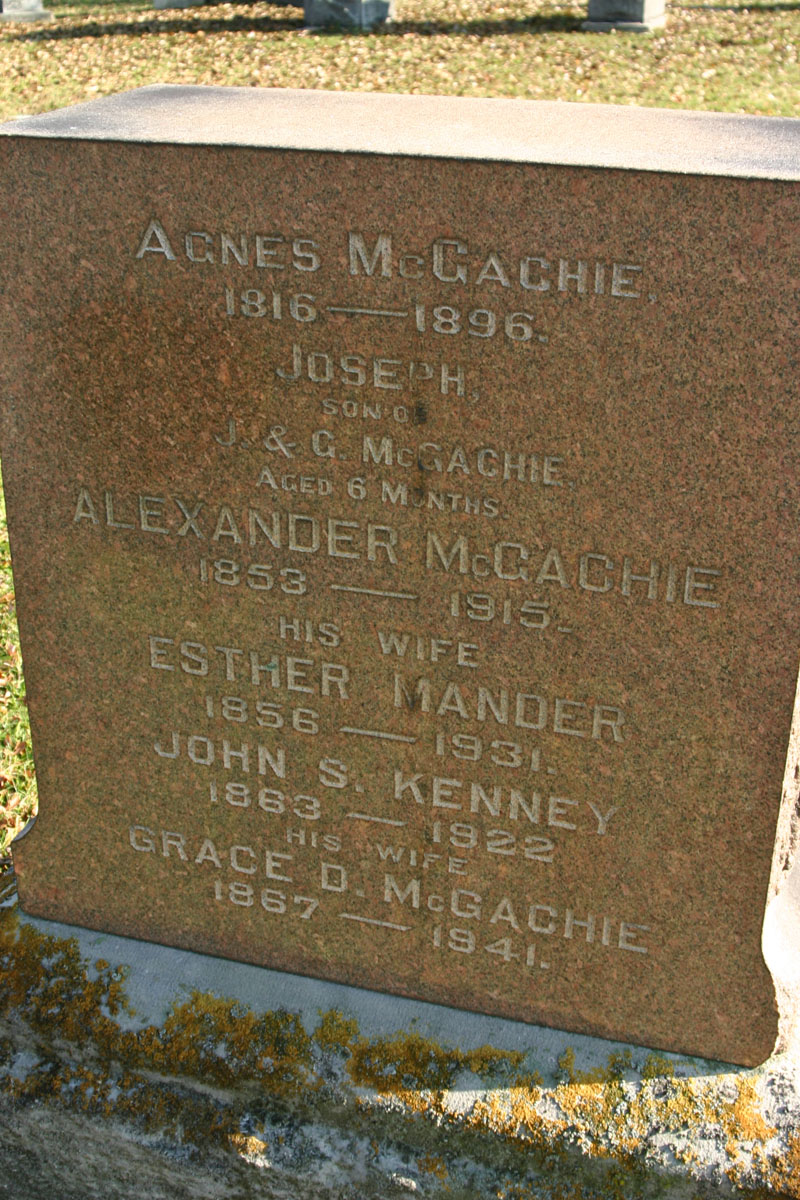 AGNES McGACHIE,
1816 — 1896.
JOSEPH,
SON OF
J. & G. McGACHIE,
AGED 6 MONTHS.
ALEXANDER McGACHIE
1853 — 1915.
HIS WIFE
ESTHER MANDER
1856 — 1931.
JOHN S. KENNEY
1863 — 1922
HIS WIFE
GRACE D. McGACHIE
1867 — 1941.